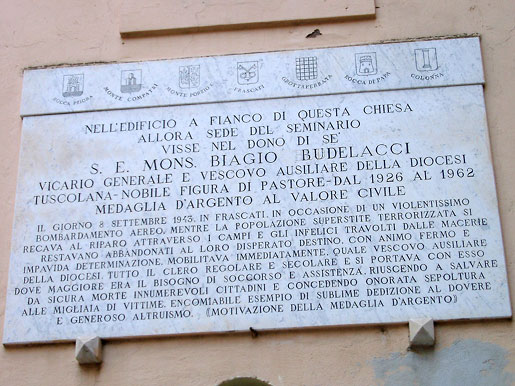 ROCCA PRIORA
MONTE COMPATRI
MONTE PORZIO
FRASCATI
GROTTAFERRATA
ROCCA DI PAPA
COLONNA
NELL'EDIFICIO A FIANCO DI QUESTA CHIESA
ALLORA SEDE DEL SEMINARIO
VISSE NEL DONO DI SE'
S. E. MONS. BIAGIO BUDELACCI
VICARIO GENERALE E VESCOVO AUSILIARE DELLA DIOCESI
TUSCOLANA-NOBILE FIGURA DI PASTORE-DAL 1926 AL 1962
MEDAGLIA D'ARGENTO AL VALORE CIVILE
IL GIORNO 8 SETTEMBRE 1943, IN FRASCATI, IN OCCASIONE DI UN VIOLENTISSIMO
BOMBARDAMENTO AEREO, MENTRE LA POPOLAZIONE SUPERSTITE TERRORIZZATA SI
RECAVA AL RIPARO ATTRAVERSO I CAMPI E GLI INFELICI TRAVOLTI DALLE MACERIE
RESTAVANO ABBANDONATI AL LORO DISPERATO DESTINO, CON ANIMO FERMO E
IMPAVIDA DETERMINAZIONE, MOBILITAVA IMMEDIATAMENTE, QUALE VESCOVO AUSILIARE
DELLA DIOCESI, TUTTO IL CLERO REGOLARE E SECOLARE E SI PORTAVA CON ESSO
DOVE MAGGIORE ERA IL BISOGNO DI SOCCORSO E ASSISTENZA, RIUSCENDO A SALVARE
DA SICURA MORTE INNUMEREVOLI CITTADINI E CONCEDENDO ONORATA SEPOLTURA
ALLE MIGLIAIA DI VITTIME. ENCOMIABILE ESEMPIO DI SUBLIME DEDIZIONE AL DOVERE
E GENEROSO ALTRUISMO. «MOTIVAZIONE DELLA MEDAGLIA D'ARGENTO»